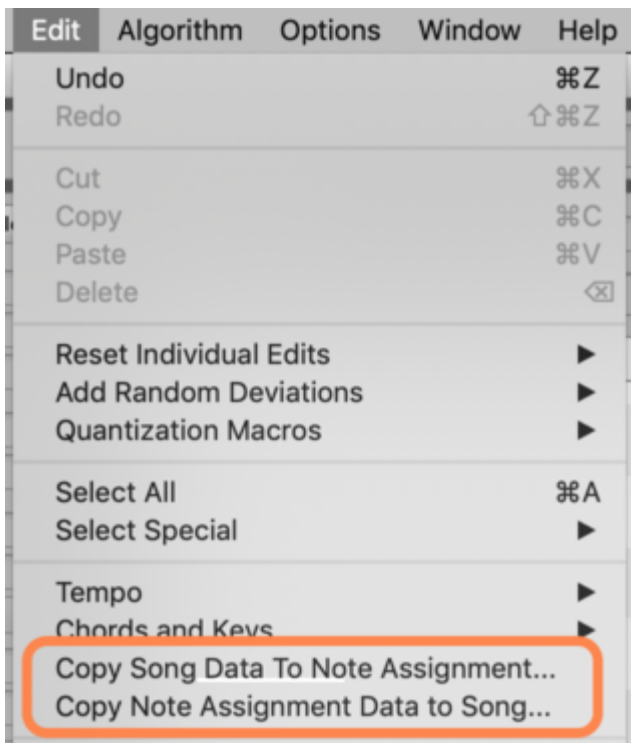 Edit Algorithm Options Window Help
Undo ⌘Z
Redo ⇧⌘Z
Cut ⌘X
Copy ⌘C
Paste ⌘V
Delete ⌫
Reset Individual Edits ▶
Add Random Deviations ▶
Quantization Macros ▶
Select All ⌘A
Select Special ▶
Tempo ▶
Chords and Keys ▶
Copy Song Data To Note Assignment...
Copy Note Assignment Data to Song...